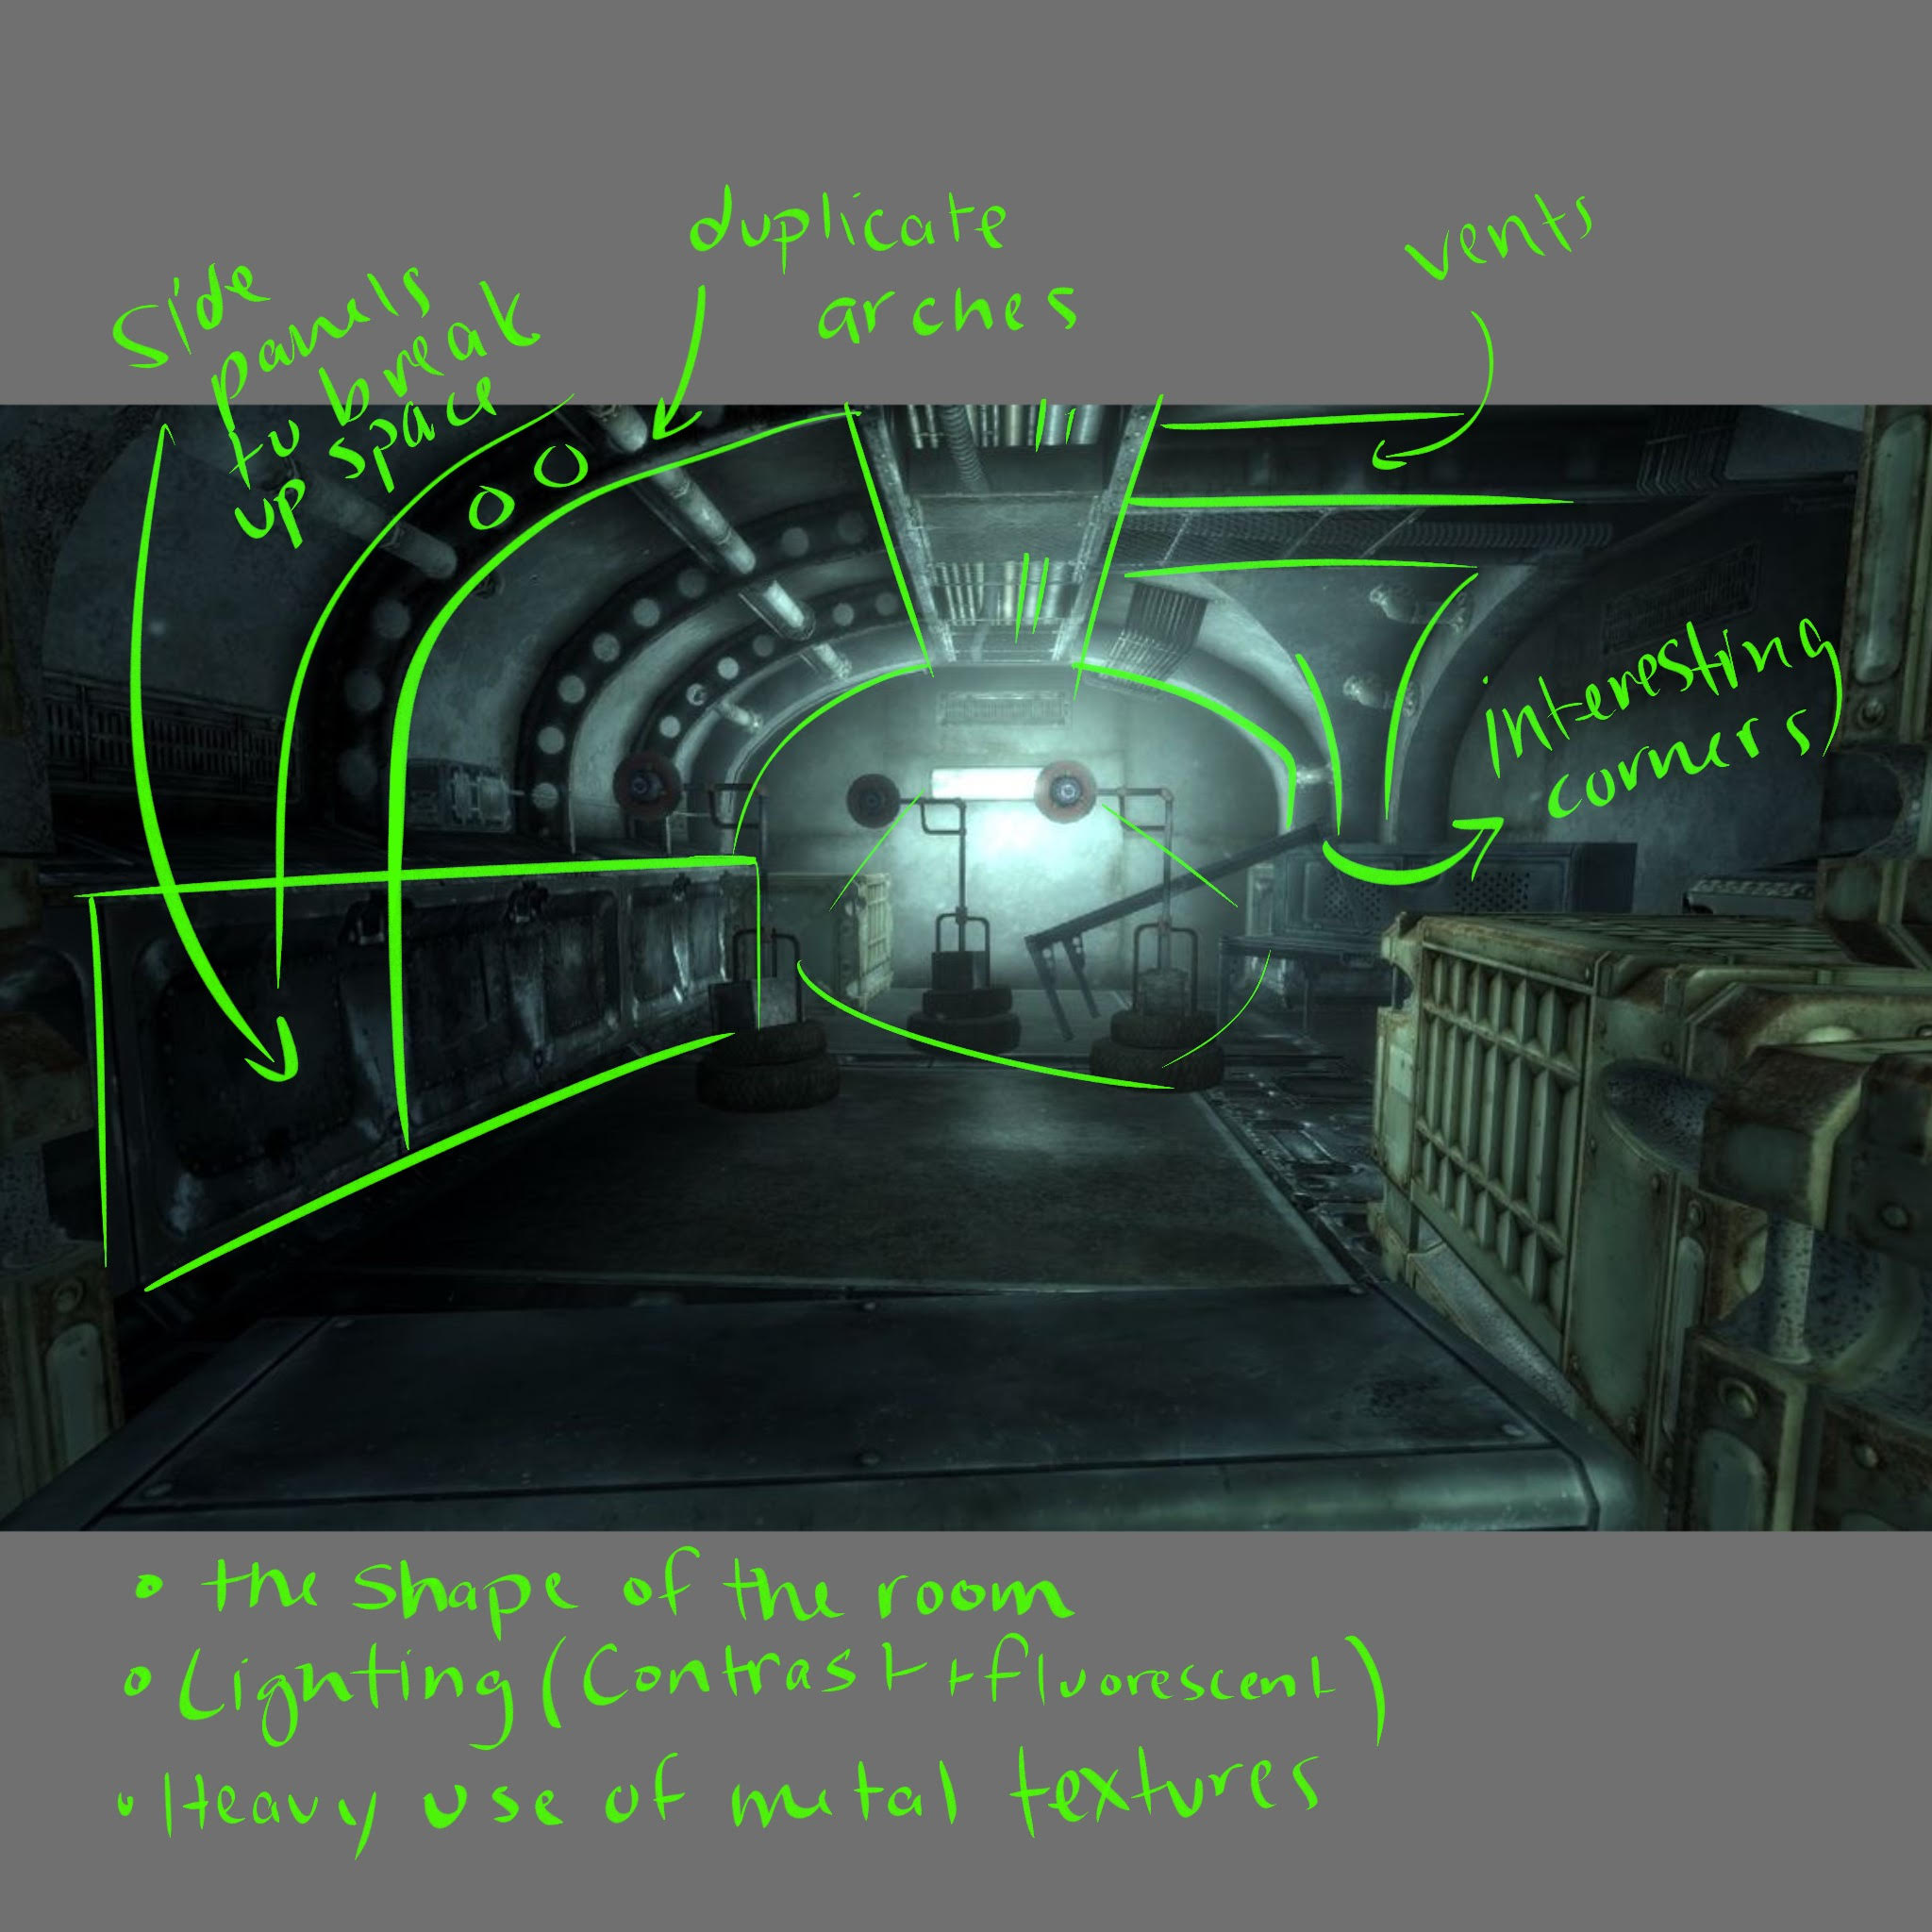 Side
panels
to break
up space
duplicate
arches
vents
interesting
corners
the shape of the room
Lighting (Contrast + fluorescent)
Heavy use of metal textures